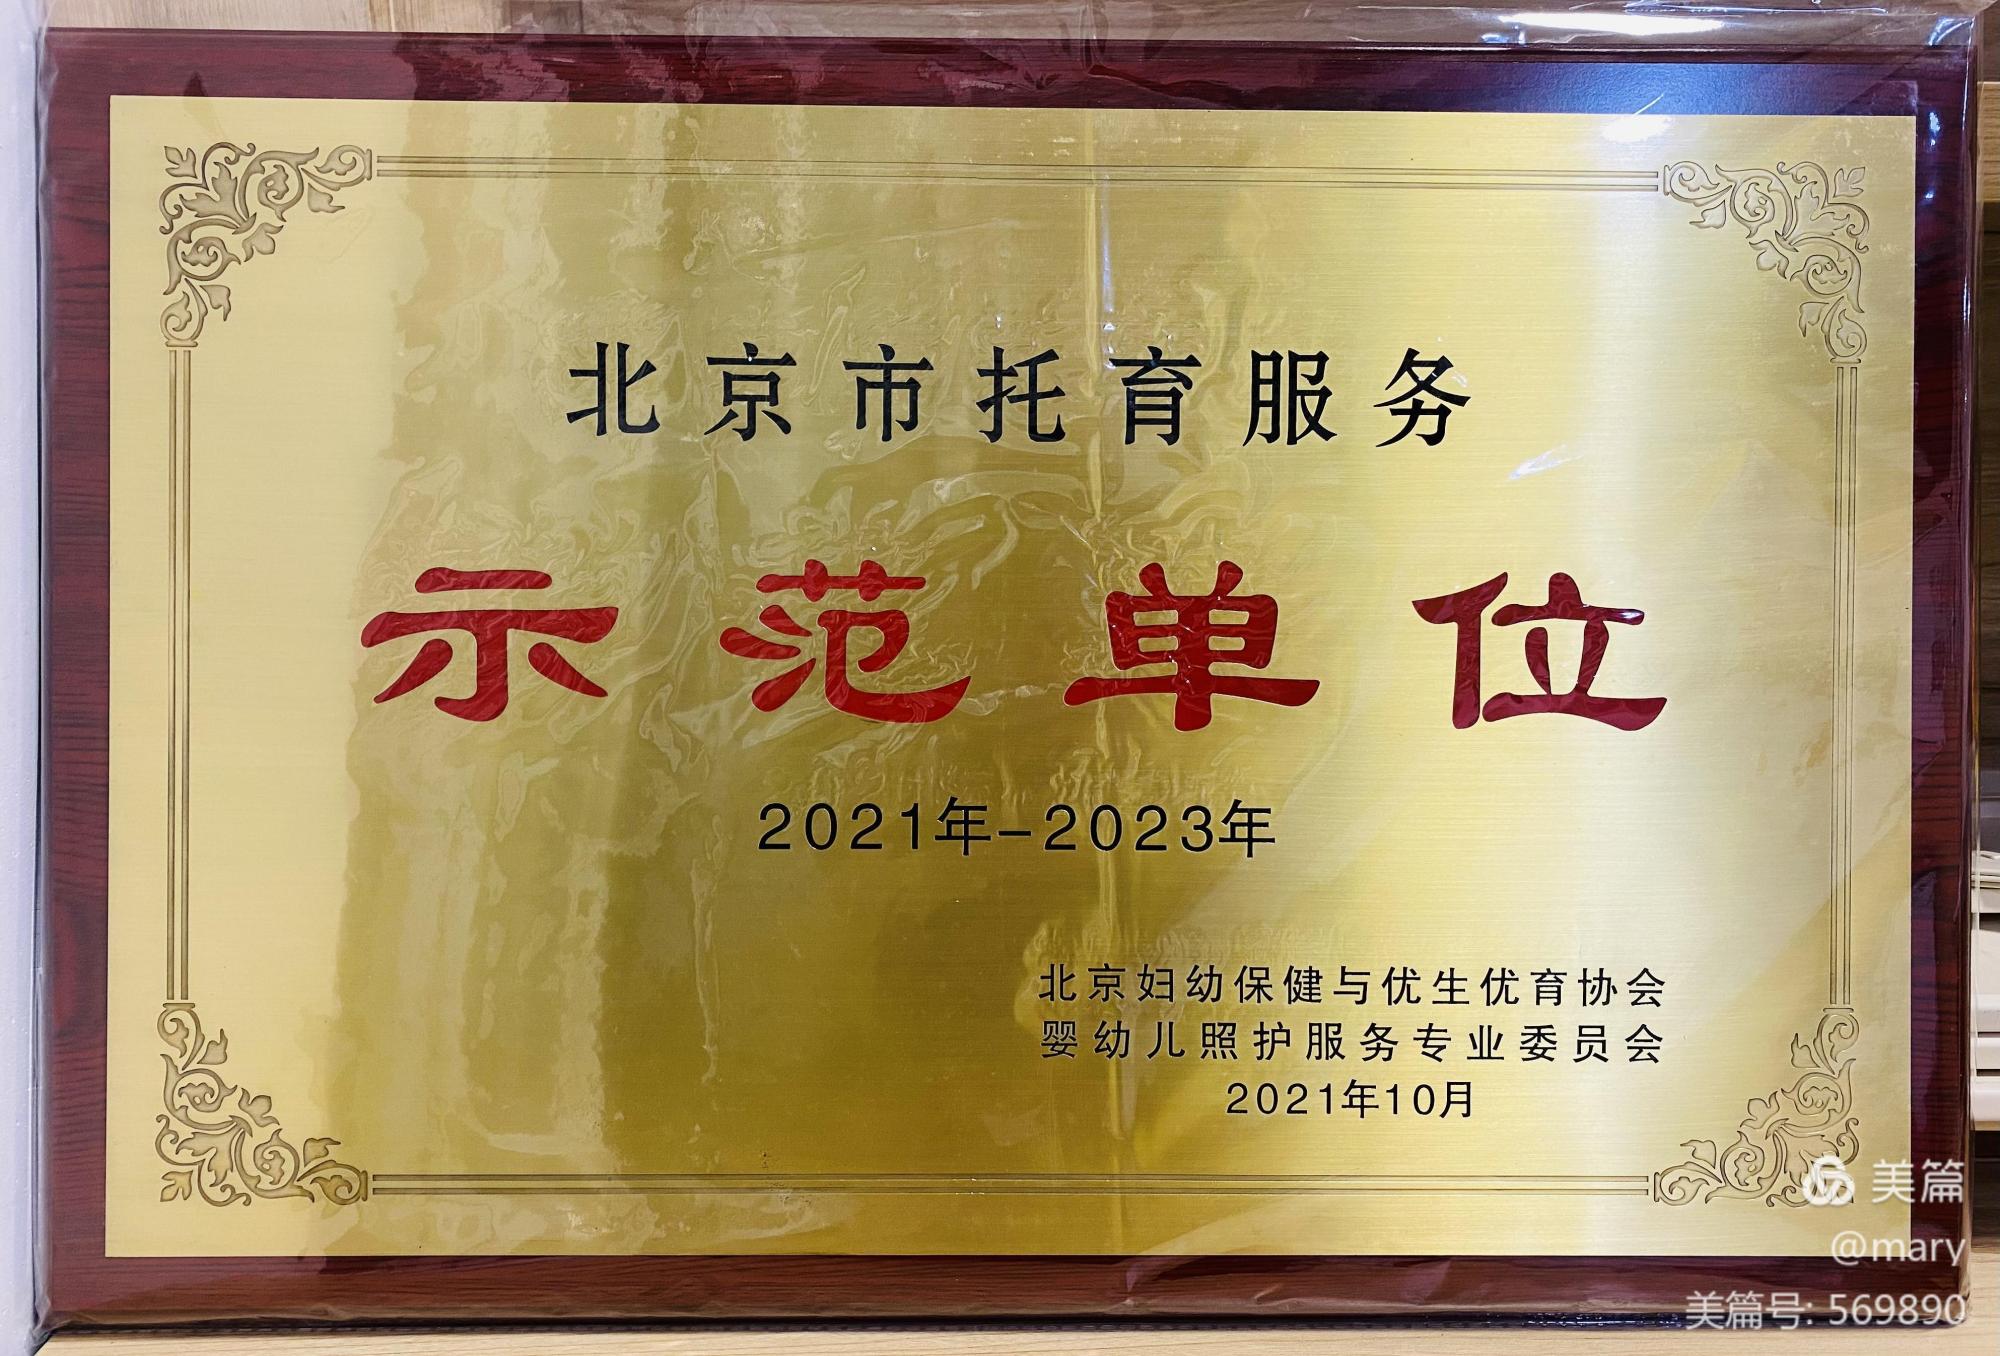 北京市托育服务
示范单位
2021年-2023年
北京妇幼保健与优生优育协会
婴幼儿照护服务专业委员会
2021年10月
美篇
@mary
美篇号: 569890